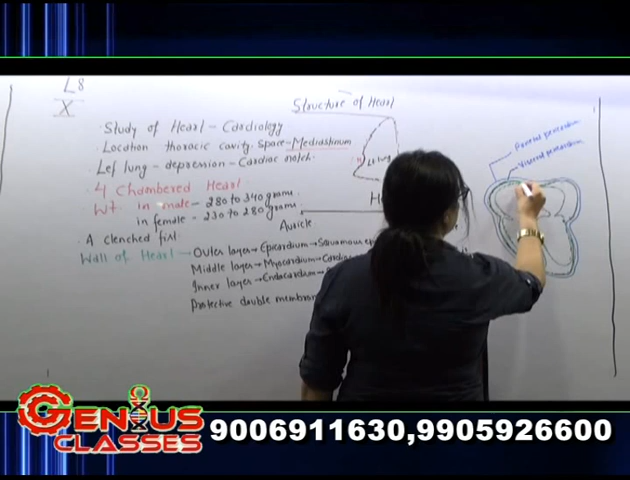 L8
X
Structure of Heart
Study of Heart - Cardiology
Location thoracic cavity. Space - Mediastinum
Lef lung - depression - Cardiac notch.
Lt lung
4 Chambered Heart
Wt. in male - 280 to 340 grams
in female - 230 to 280 grams
Auricle
A clenched fist
Wall of Heart → Outer layer → Epicardium → Squamous
Middle layer → Myocardium → Cardiac
Inner layer → Endocardium →
Protective double membran
Parietal pericardium
Visceral pericardium
GENIUS
CLASSES
9006911630,9905926600